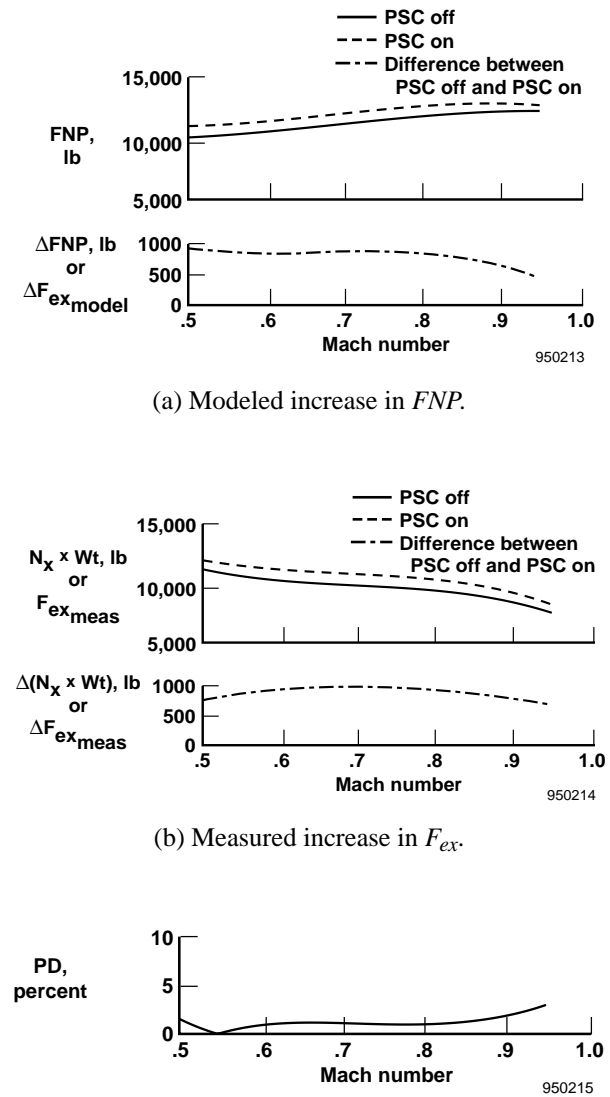 PSC off
PSC on
Difference between
PSC off and PSC on
15,000
FNP,
lb
10,000
5,000
ΔFNP, lb
or
ΔFexmodel
1000
500
0
.5 .6 .7 .8 .9 1.0
Mach number
950213
(a) Modeled increase in FNP.
PSC off
PSC on
Difference between
PSC off and PSC on
15,000
Nx x Wt, lb
or
Fexmeas
10,000
5,000
Δ(Nx x Wt), lb
or
ΔFexmeas
1000
500
0
.5 .6 .7 .8 .9 1.0
Mach number
950214
(b) Measured increase in Fex.
10
PD,
percent
5
0
.5 .6 .7 .8 .9 1.0
Mach number
950215